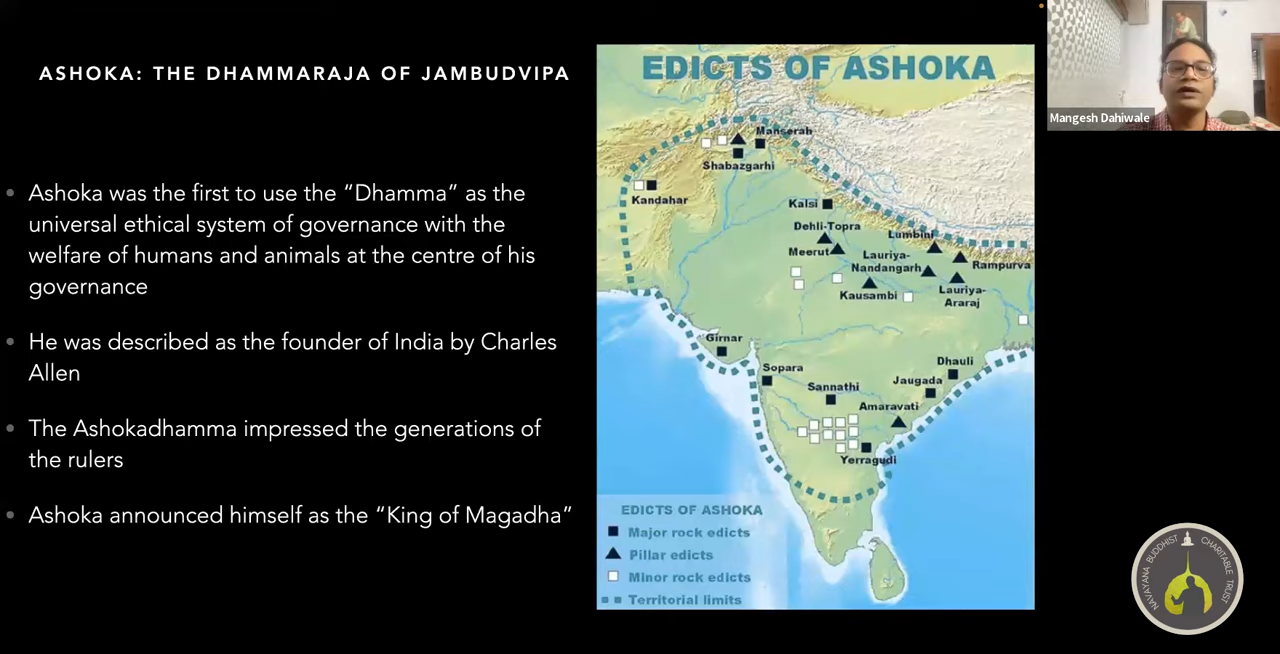 ASHOKA: THE DHAMMARAJA OF JAMBUDVIPA
Ashoka was the first to use the “Dhamma” as the
universal ethical system of governance with the
welfare of humans and animals at the centre of his
governance
He was described as the founder of India by Charles
Allen
The Ashokadhamma impressed the generations of
the rulers
Ashoka announced himself as the “King of Magadha”
EDICTS OF ASHOKA
Manserah
Shabazgarhi
Kandahar
Kalsi
Dehli-Topra
Meerut
Lumbini
Lauriya-
Nandangarh
Rampurva
Kausambi
Lauriya-
Araraj
Girnar
Sopara
Sannathi
Dhauli
Jaugada
Amaravati
Yerragudi
EDICTS OF ASHOKA
Major rock edicts
Pillar edicts
Minor rock edicts
Territorial limits
Mangesh Dahiwale
NAVAYANA BUDDHIST CHARITABLE TRUST